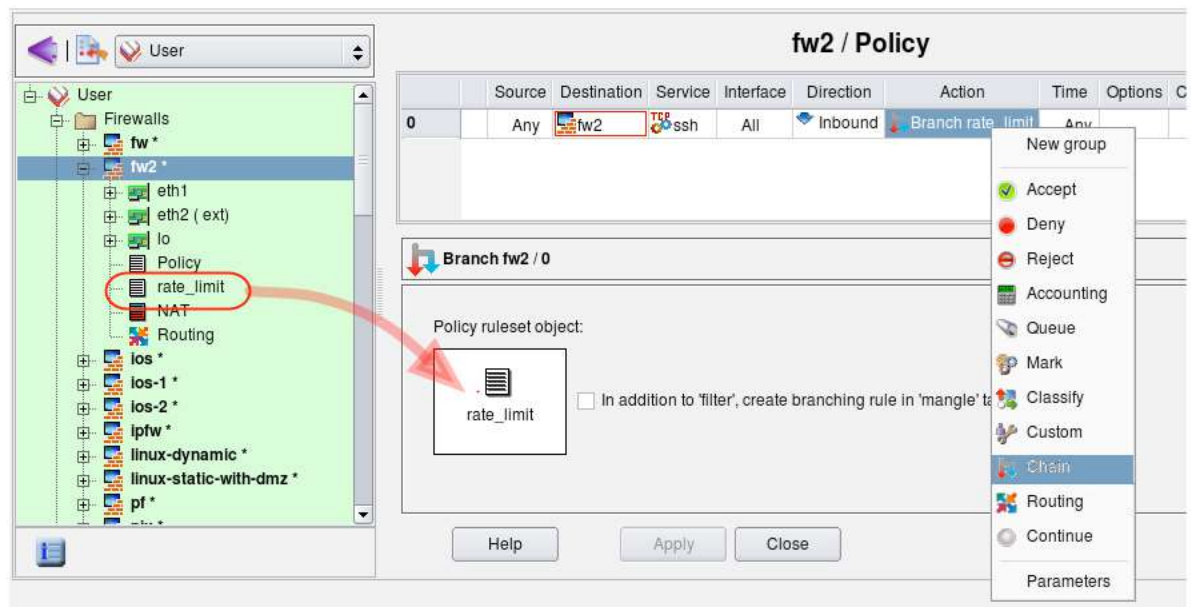 User
fw2 / Policy
User
Firewalls
fw *
fw2 *
eth1
eth2 ( ext)
lo
Policy
rate_limit
NAT
Routing
ios *
ios-1 *
ios-2 *
ipfw *
linux-dynamic *
linux-static-with-dmz *
pf *
Source Destination Service Interface Direction Action Time Options C
0 Any fw2 TCP ssh All Inbound Branch rate_limit Any
New group
Accept
Deny
Reject
Accounting
Queue
Mark
Classify
Custom
Chain
Routing
Continue
Parameters
Branch fw2 / 0
Policy ruleset object:
rate_limit
In addition to 'filter', create branching rule in 'mangle' ta
Help Apply Close